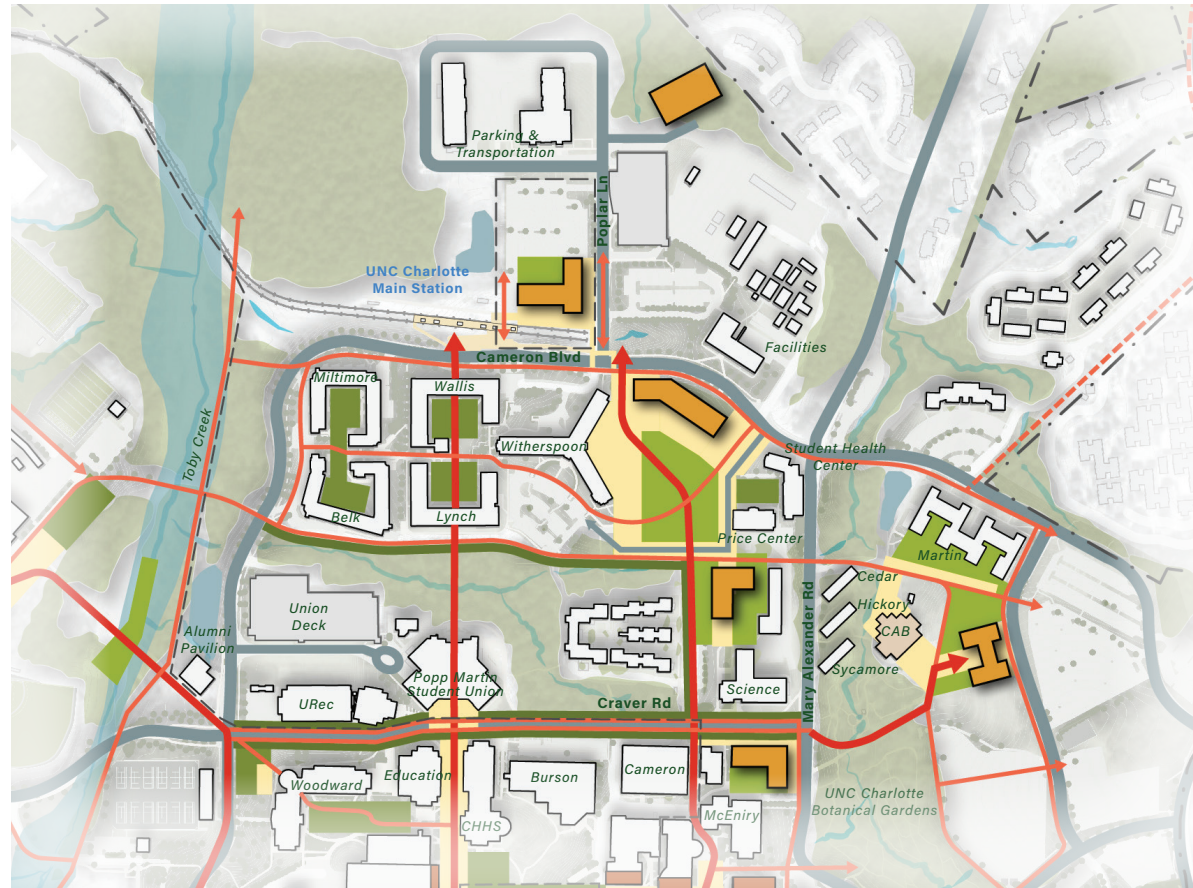 Parking &
Transportation
Poplar Ln
UNC Charlotte
Main Station
Facilities
Cameron Blvd
Miltimore
Wallis
Witherspoon
Student Health
Center
Toby Creek
Belk
Lynch
Price Center
Martin
Cedar
Hickory
CAB
Sycamore
Mary Alexander Rd
Union
Deck
Alumni
Pavilion
Popp Martin
Student Union
URec
Science
Craver Rd
Woodward
Education
CHHS
Burson
Cameron
McEniry
UNC Charlotte
Botanical Gardens